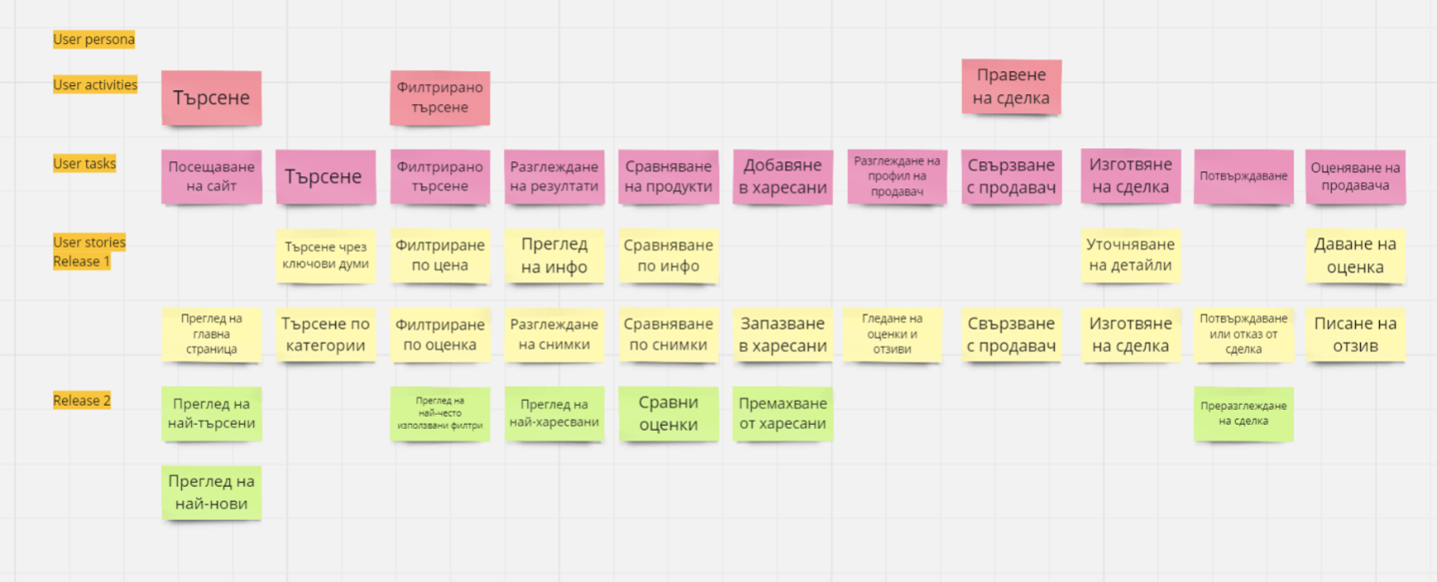 User persona
User activities
Търсене
Филтрирано
търсене
Правене
на сделка
User tasks
Посещаване
на сайт
Търсене
Филтрирано
търсене
Разглеждане
на резултати
Сравняване
на продукти
Добавяне
в харесани
Разглеждане на
профил на
продавач
Свързване
с продавач
Изготвяне
на сделка
Потвърждаване
Оценяване на
продавача
User stories
Release 1
Търсене чрез
ключови думи
Филтриране
по цена
Преглед
на инфо
Сравняване
по инфо
Уточняване
на детайли
Даване на
оценка
Преглед на
главна
страница
Търсене по
категории
Филтриране
по оценка
Разглеждане
на снимки
Сравняване
по снимки
Запазване
в харесани
Гледане на
оценки и
отзиви
Свързване
с продавач
Изготвяне
на сделка
Потвърждаване
или отказ от
сделка
Писане на
отзив
Release 2
Преглед на
най-търсени
Преглед на
най-често
използвани филтри
Преглед на
най-харесвани
Сравни
оценки
Премахване
от харесани
Преразглеждане
на сделка
Преглед на
най-нови